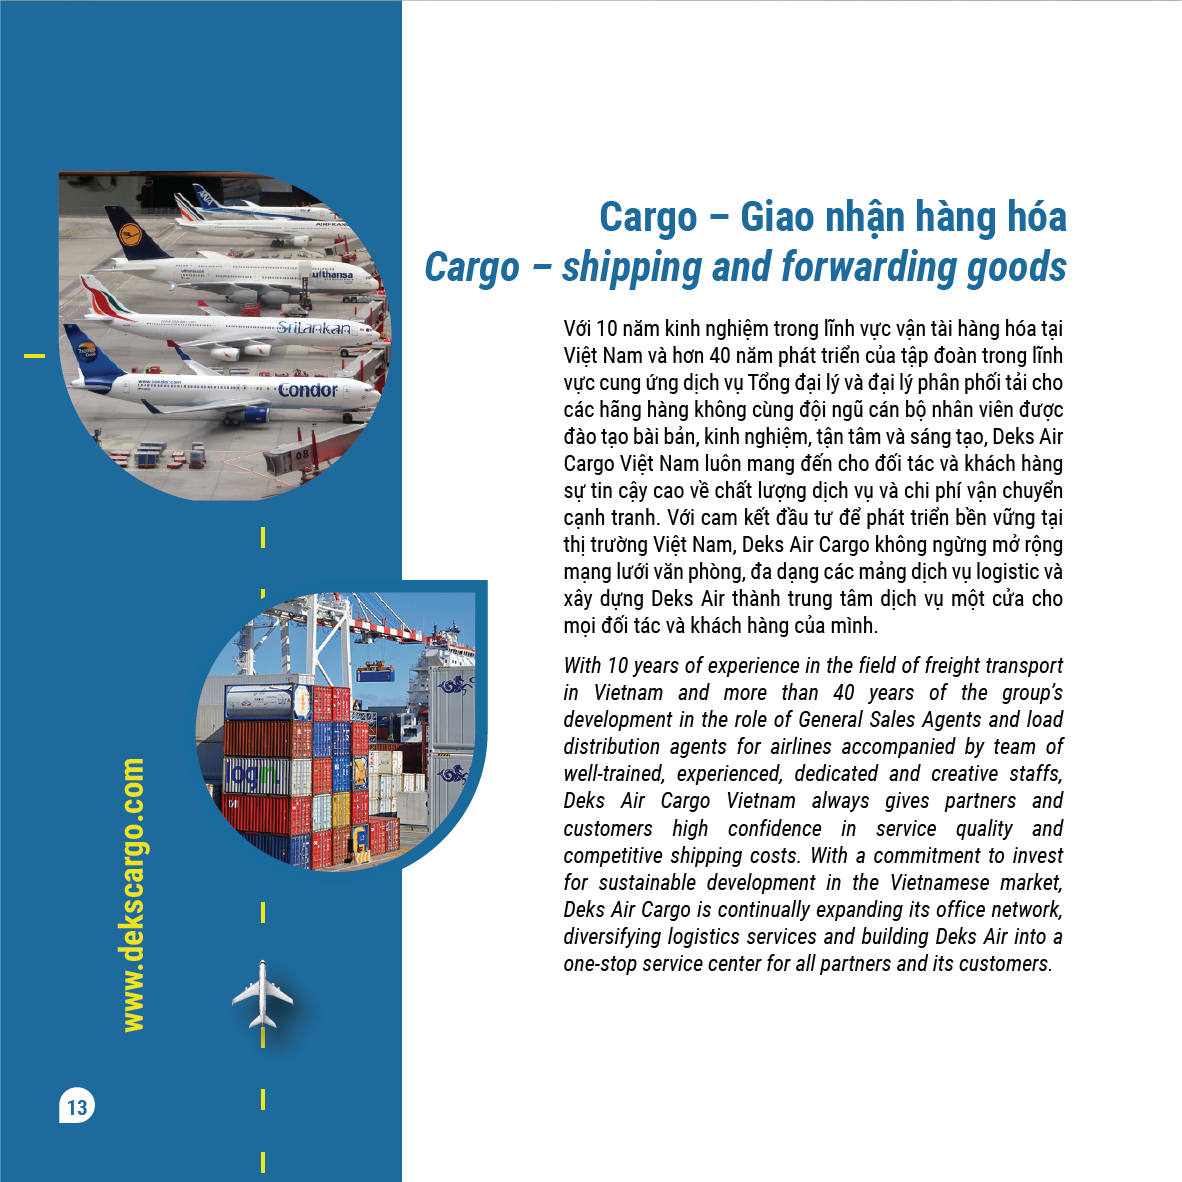 Cargo – Giao nhận hàng hóa
Cargo – shipping and forwarding goods
Với 10 năm kinh nghiệm trong lĩnh vực vận tài hàng hóa tại
Việt Nam và hơn 40 năm phát triển của tập đoàn trong lĩnh
vực cung ứng dịch vụ Tổng đại lý và đại lý phân phối tải cho
các hãng hàng không cùng đội ngũ cán bộ nhân viên được
đào tạo bài bản, kinh nghiệm, tận tâm và sáng tạo, Deks Air
Cargo Việt Nam luôn mang đến cho đối tác và khách hàng
sự tin cậy cao về chất lượng dịch vụ và chi phí vận chuyển
cạnh tranh. Với cam kết đầu tư để phát triển bền vững tại
thị trường Việt Nam, Deks Air Cargo không ngừng mở rộng
mạng lưới văn phòng, đa dạng các mảng dịch vụ logistic và
xây dựng Deks Air thành trung tâm dịch vụ một cửa cho
mọi đối tác và khách hàng của mình.
With 10 years of experience in the field of freight transport
in Vietnam and more than 40 years of the group's
development in the role of General Sales Agents and load
distribution agents for airlines accompanied by team of
well-trained, experienced, dedicated and creative staffs,
Deks Air Cargo Vietnam always gives partners and
customers high confidence in service quality and
competitive shipping costs. With a commitment to invest
for sustainable development in the Vietnamese market,
Deks Air Cargo is continually expanding its office network,
diversifying logistics services and building Deks Air into a
one-stop service center for all partners and its customers.
ANA
AIRFRANCE
Lufthansa
SriLankan
www.condor.com
Condor
08
login.
www.dekscargo.com
13